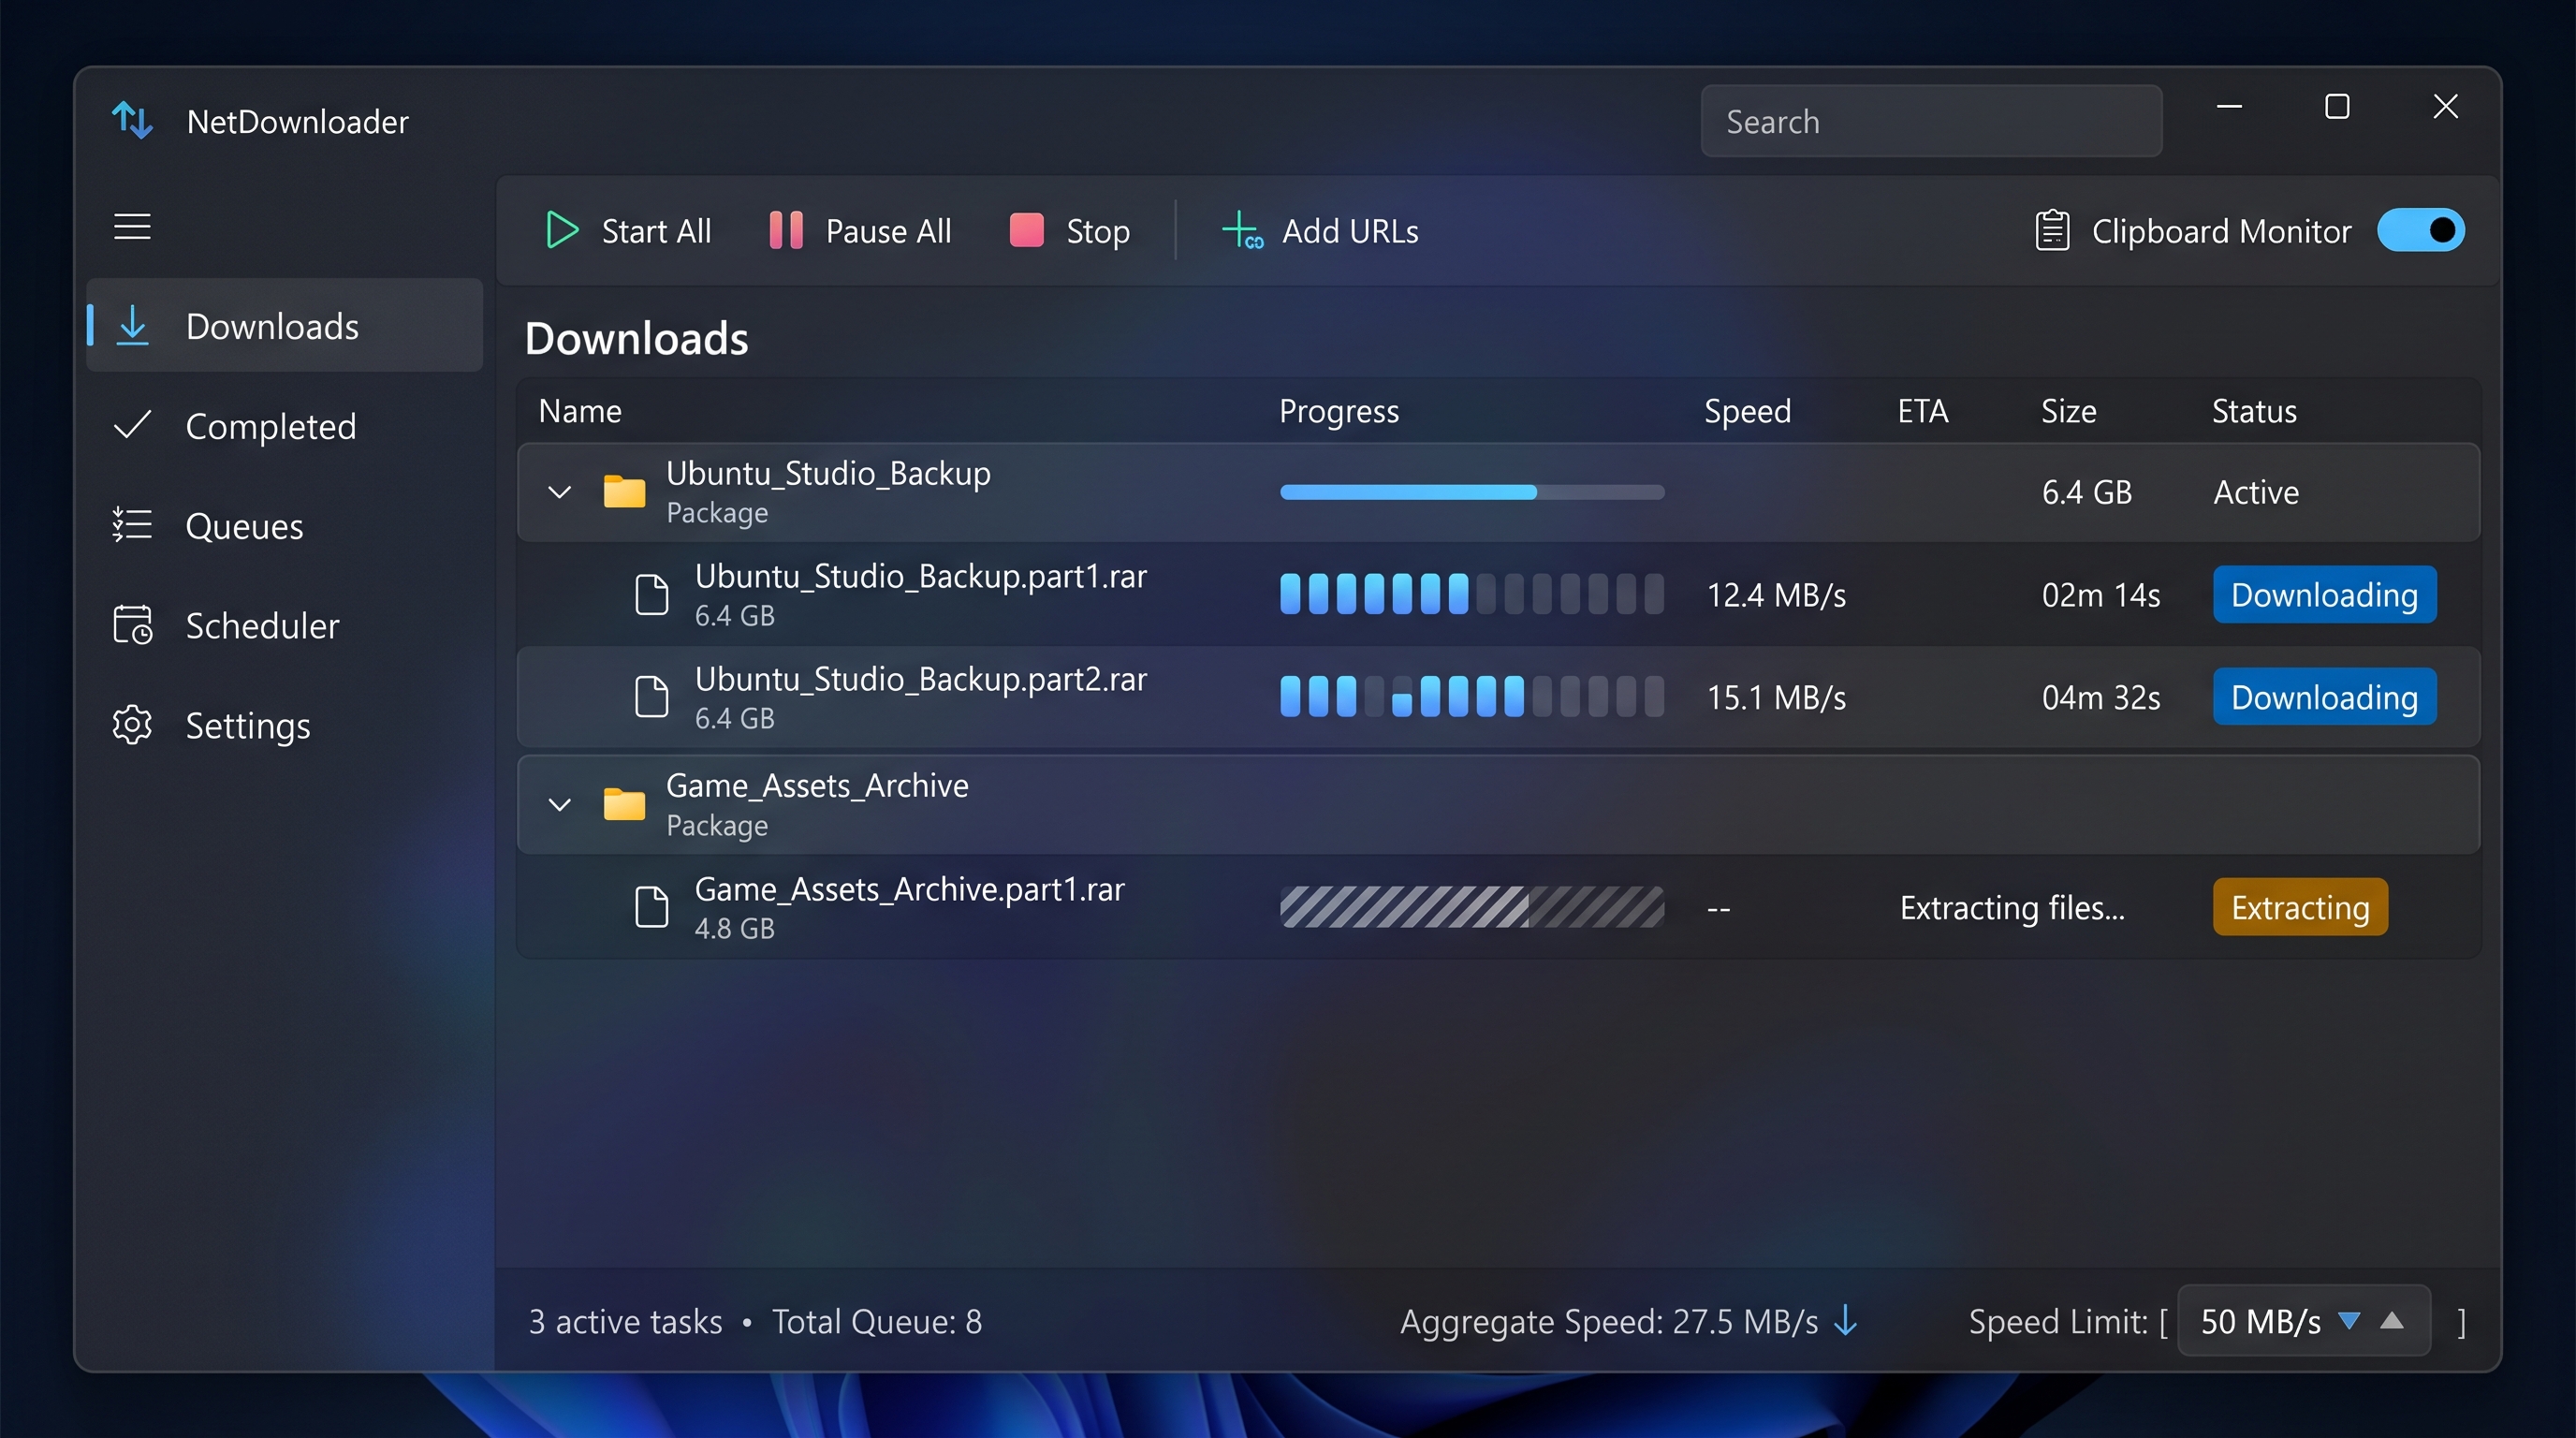 NetDownloader
Search
Start All
Pause All
Stop
Add URLs
Clipboard Monitor
Downloads
Completed
Queues
Scheduler
Settings
Downloads
Name Progress Speed ETA Size Status
Ubuntu_Studio_Backup
Package
6.4 GB Active
Ubuntu_Studio_Backup.part1.rar
6.4 GB
12.4 MB/s 02m 14s Downloading
Ubuntu_Studio_Backup.part2.rar
6.4 GB
15.1 MB/s 04m 32s Downloading
Game_Assets_Archive
Package
Game_Assets_Archive.part1.rar
4.8 GB
-- Extracting files... Extracting
3 active tasks • Total Queue: 8
Aggregate Speed: 27.5 MB/s
Speed Limit: [ 50 MB/s ]